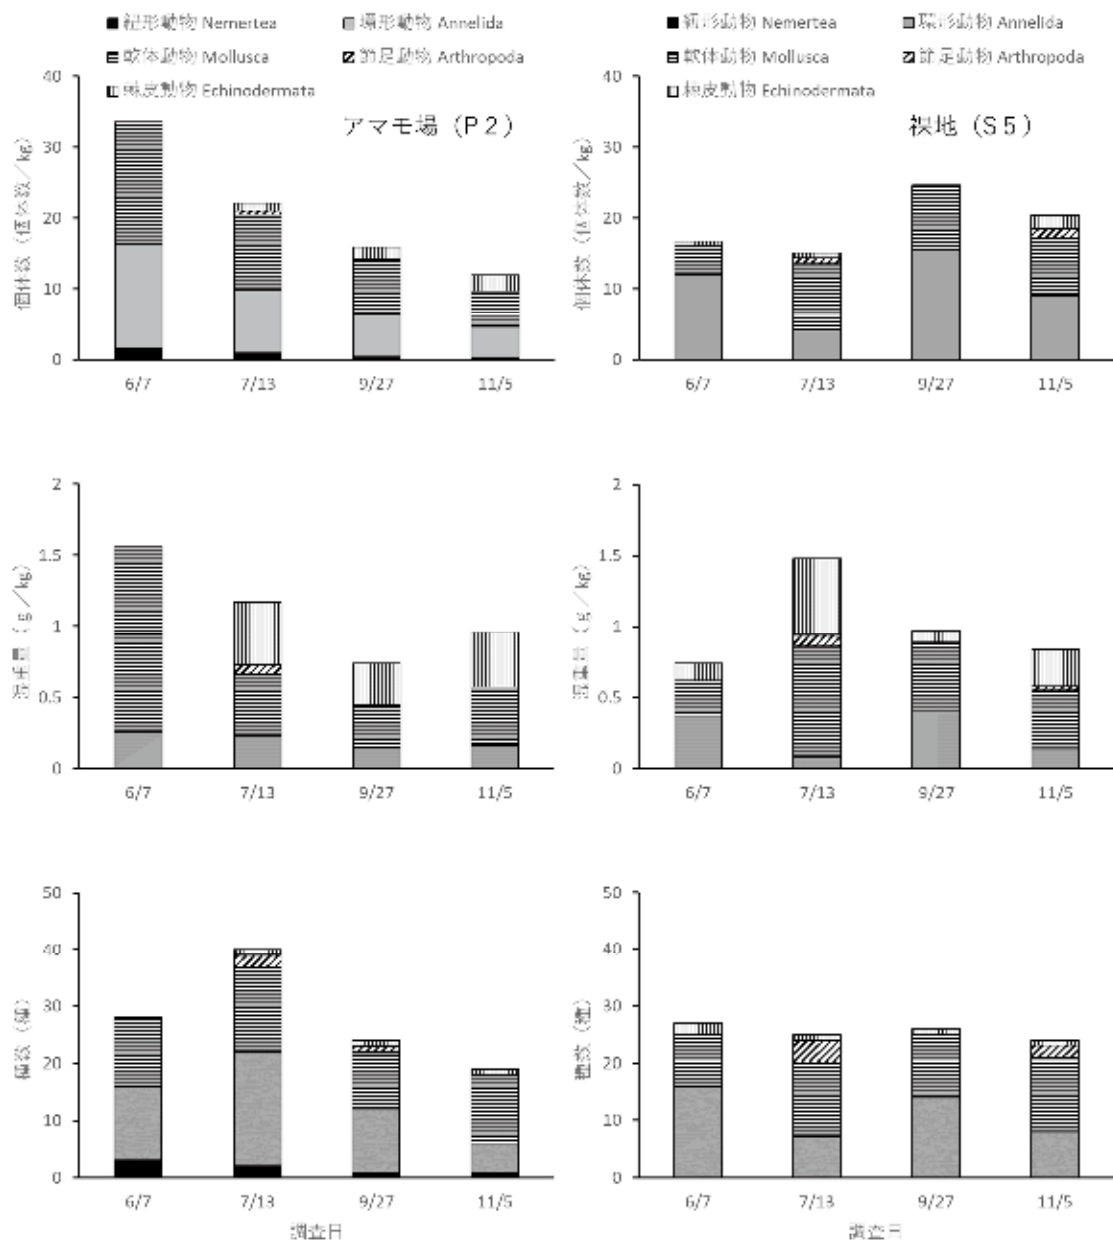 紐形動物 Nemertea 環形動物 Annelida
軟体動物 Mollusca 節足動物 Arthropoda
棘皮動物 Echinodermata
アマモ場（P2）
個体数（個体数／kg）
40
30
20
10
0
6/7 7/13 9/27 11/5
紐形動物 Nemertea 環形動物 Annelida
軟体動物 Mollusca 節足動物 Arthropoda
棘皮動物 Echinodermata
裸地（S5）
個体数（個体数／kg）
40
30
20
10
0
6/7 7/13 9/27 11/5
湿重量（g／kg）
2
1.5
1
0.5
0
6/7 7/13 9/27 11/5
湿重量（g／kg）
2
1.5
1
0.5
0
6/7 7/13 9/27 11/5
種数（種）
50
40
30
20
10
0
6/7 7/13 9/27 11/5
調査日
種数（種）
50
40
30
20
10
0
6/7 7/13 9/27 11/5
調査日